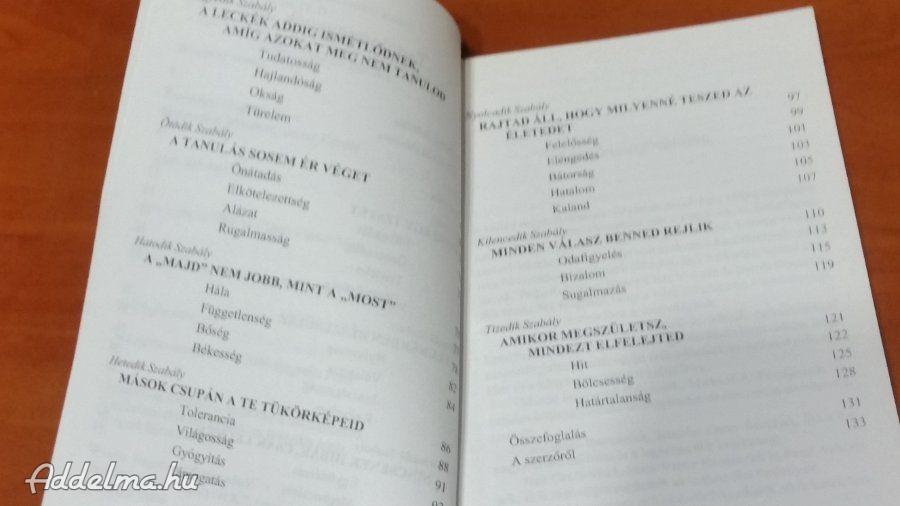 Szabály
A LECKÉK ADDIG ISMÉTLŐDNEK,
AMÍG AZOKAT MEG NEM TANULOD
Tudatosság
Hajlandóság
Okság
Türelem
Ötödik Szabály
A TANULÁS SOSEM ÉR VÉGET
Önátadás
Elkötelezettség
Alázat
Rugalmasság
Hatodik Szabály
A „MAJD” NEM JOBB, MINT A „MOST”
Hála
Függetlenség
Bőség
Békesség
78
82
84
Hetedik Szabály
MÁSOK CSUPÁN A TE TÜKÖRKÉPEID
Tolerancia 86
Világosság 88
Gyógyítás 91
Nyolcadik Szabály
RAJTAD ÁLL, HOGY MILYENNÉ TESZED AZ 97
ÉLETEDET 99
Felelősség 101
Elengedés 103
Bátorság 105
Hatalom 107
Kaland
Kilencedik Szabály 110
MINDEN VÁLASZ BENNED REJLIK 113
Odafigyelés 115
Bizalom 119
Sugalmazás
Tizedik Szabály 121
AMIKOR MEGSZÜLETSZ, 122
MINDEZT ELFELEJTED 125
Hit 128
Bölcsesség
Határtalanság 131
Összefoglalás 133
A szerzőről
Addelma.hu